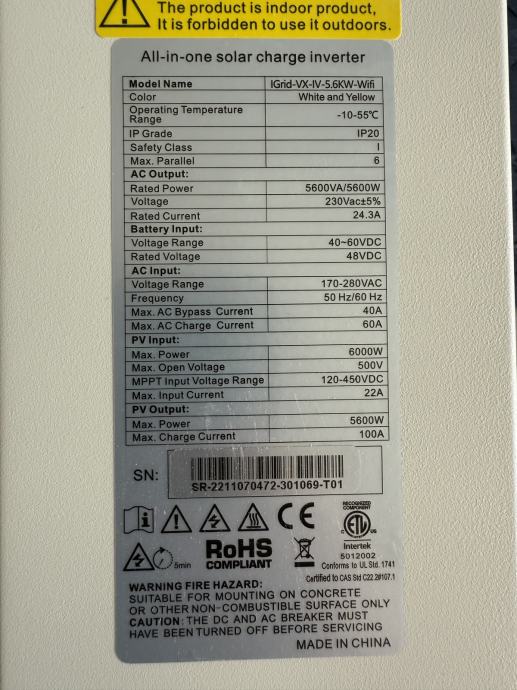 The product is indoor product,
It is forbidden to use it outdoors.
All-in-one solar charge inverter
Model Name IGrid-VX-IV-5.6KW-Wifi
Color White and Yellow
Operating Temperature Range -10-55℃
IP Grade IP20
Safety Class I
Max. Parallel 6
AC Output:
Rated Power 5600VA/5600W
Voltage 230Vac±5%
Rated Current 24.3A
Battery Input:
Voltage Range 40~60VDC
Rated Voltage 48VDC
AC Input:
Voltage Range 170-280VAC
Frequency 50 Hz/60 Hz
Max. AC Bypass Current 40A
Max. AC Charge Current 60A
PV Input:
Max. Power 6000W
Max. Open Voltage 500V
MPPT Input Voltage Range 120-450VDC
Max. Input Current 22A
PV Output:
Max. Power 5600W
Max. Charge Current 100A
SN:
SR-2211070472-301069-T01
CE
RECOGNIZED
COMPONENT
ETL
Intertek
5012002
5min
RoHS
COMPLIANT
Conforms to UL Std. 1741
Certified to CAS Std C22.2#107.1
WARNING FIRE HAZARD:
SUITABLE FOR MOUNTING ON CONCRETE
OR OTHER NON-COMBUSTIBLE SURFACE ONLY
CAUTION: THE DC AND AC BREAKER MUST
HAVE BEEN TURNED OFF BEFORE SERVICING
MADE IN CHINA